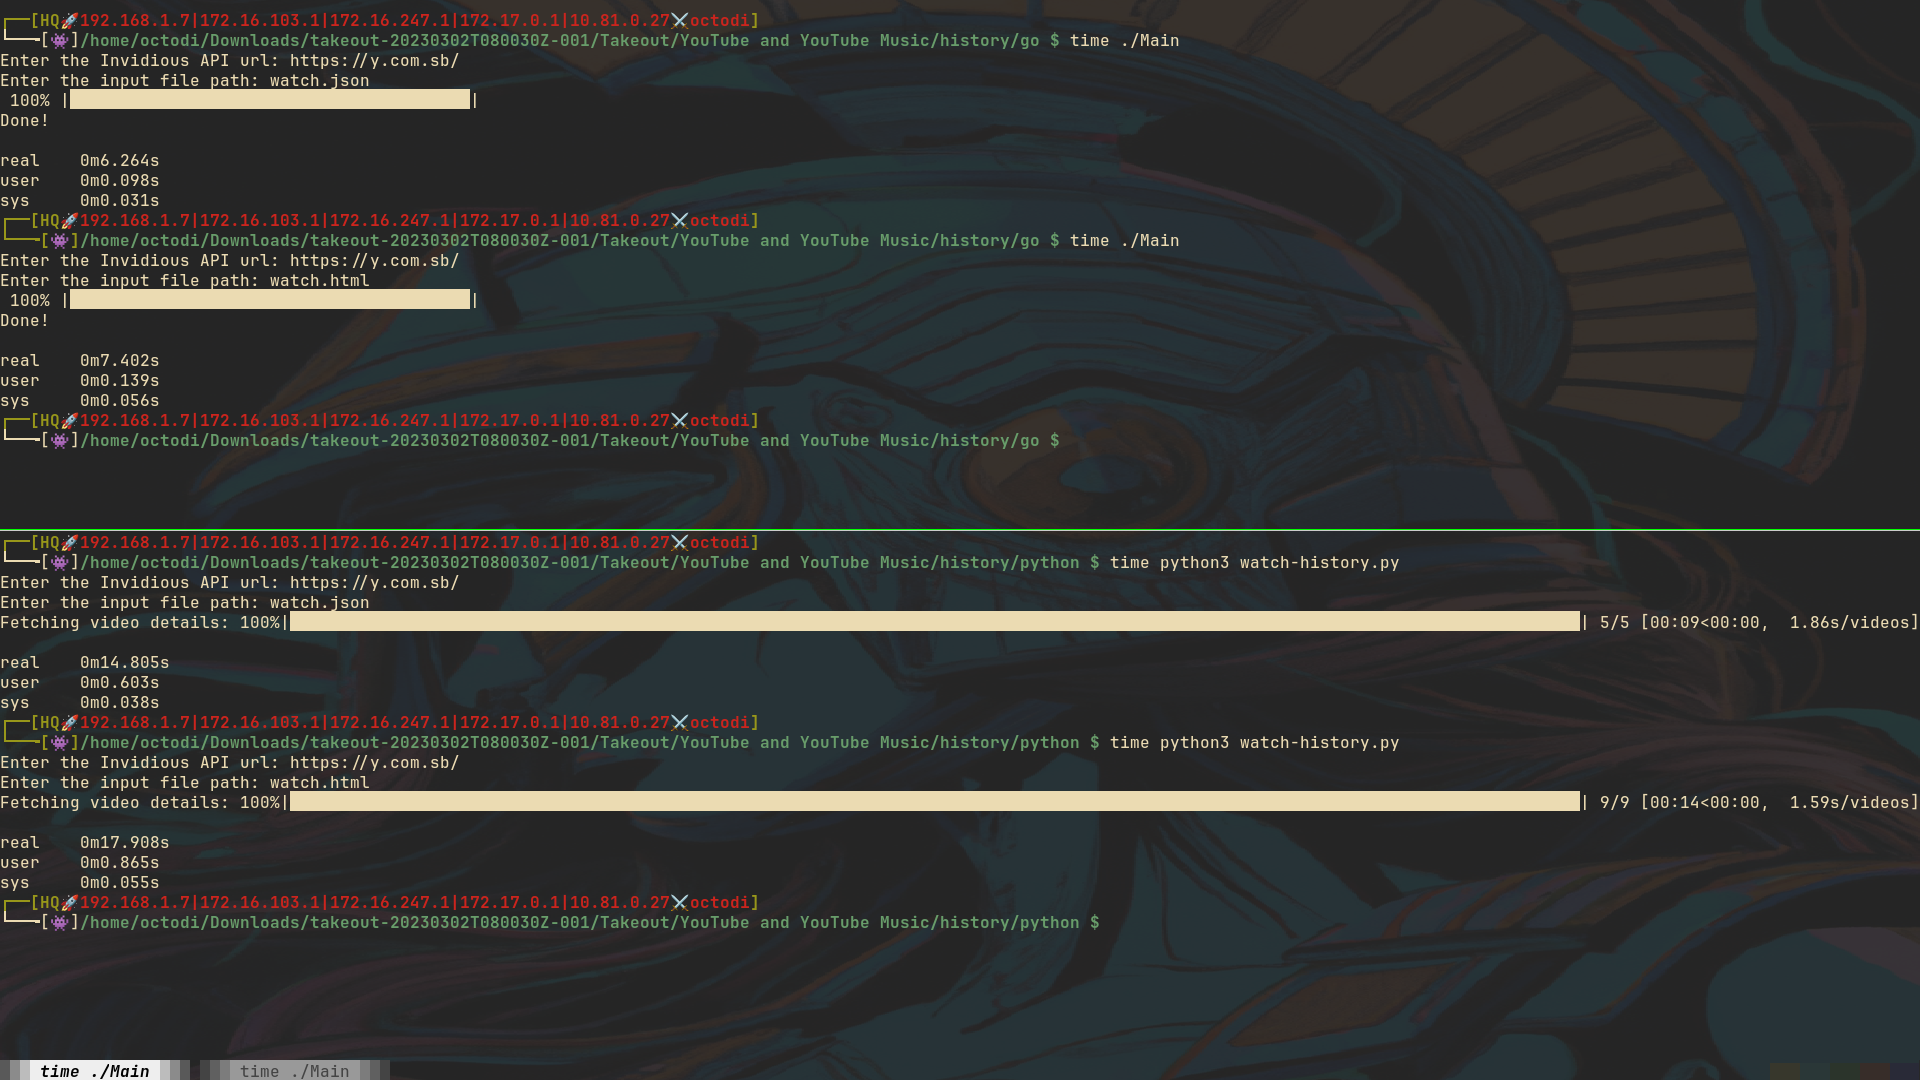 ┌──[HQ🚀192.168.1.7|172.16.103.1|172.16.247.1|172.17.0.1|10.81.0.27⚔️octodi]
└──╼[👾]/home/octodi/Downloads/takeout-20230302T080030Z-001/Takeout/YouTube and YouTube Music/history/go $ time ./Main
Enter the Invidious API url: https://y.com.sb/
Enter the input file path: watch.json
100% |████████████████████████████████████████|
Done!
real 0m6.264s
user 0m0.098s
sys 0m0.031s
┌──[HQ🚀192.168.1.7|172.16.103.1|172.16.247.1|172.17.0.1|10.81.0.27⚔️octodi]
└──╼[👾]/home/octodi/Downloads/takeout-20230302T080030Z-001/Takeout/YouTube and YouTube Music/history/go $ time ./Main
Enter the Invidious API url: https://y.com.sb/
Enter the input file path: watch.html
100% |████████████████████████████████████████|
Done!
real 0m7.402s
user 0m0.139s
sys 0m0.056s
┌──[HQ🚀192.168.1.7|172.16.103.1|172.16.247.1|172.17.0.1|10.81.0.27⚔️octodi]
└──╼[👾]/home/octodi/Downloads/takeout-20230302T080030Z-001/Takeout/YouTube and YouTube Music/history/go $
┌──[HQ🚀192.168.1.7|172.16.103.1|172.16.247.1|172.17.0.1|10.81.0.27⚔️octodi]
└──╼[👾]/home/octodi/Downloads/takeout-20230302T080030Z-001/Takeout/YouTube and YouTube Music/history/python $ time python3 watch-history.py
Enter the Invidious API url: https://y.com.sb/
Enter the input file path: watch.json
Fetching video details: 100%|████████████████████████████████████████| 5/5 [00:09<00:00, 1.86s/videos]
real 0m14.805s
user 0m0.603s
sys 0m0.038s
┌──[HQ🚀192.168.1.7|172.16.103.1|172.16.247.1|172.17.0.1|10.81.0.27⚔️octodi]
└──╼[👾]/home/octodi/Downloads/takeout-20230302T080030Z-001/Takeout/YouTube and YouTube Music/history/python $ time python3 watch-history.py
Enter the Invidious API url: https://y.com.sb/
Enter the input file path: watch.html
Fetching video details: 100%|████████████████████████████████████████| 9/9 [00:14<00:00, 1.59s/videos]
real 0m17.908s
user 0m0.865s
sys 0m0.055s
┌──[HQ🚀192.168.1.7|172.16.103.1|172.16.247.1|172.17.0.1|10.81.0.27⚔️octodi]
└──╼[👾]/home/octodi/Downloads/takeout-20230302T080030Z-001/Takeout/YouTube and YouTube Music/history/python $
time ./Main time ./Main